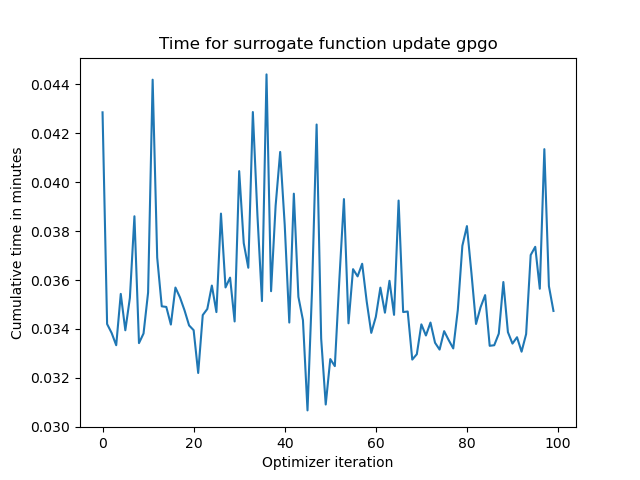 Time for surrogate function update gpgo
Cumulative time in minutes
0.044
0.042
0.040
0.038
0.036
0.034
0.032
0.030
0 20 40 60 80 100
Optimizer iteration